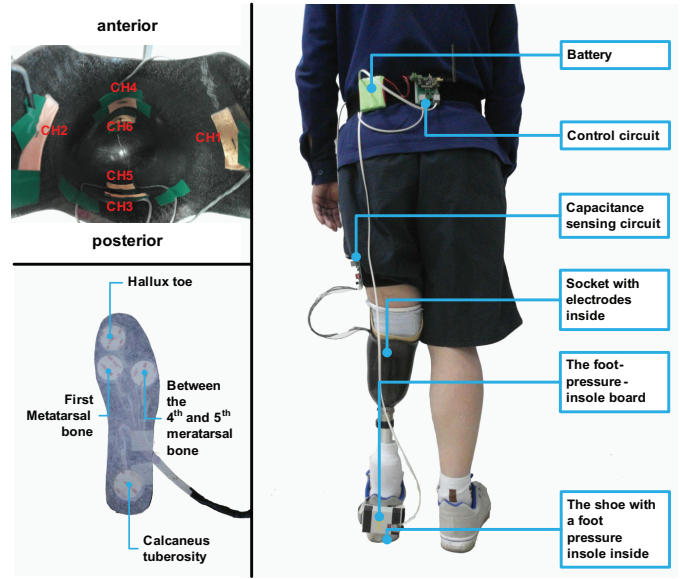 anterior
CH4
CH2
CH6
CH1
CH5
CH3
posterior
Hallux toe
First
Metatarsal
bone
Between
the
4th and 5th
meratarsal
bone
Calcaneus
tuberosity
Battery
Control circuit
Capacitance
sensing circuit
Socket with
electrodes
inside
The foot-
pressure-
insole board
The shoe with
a foot
pressure
insole inside